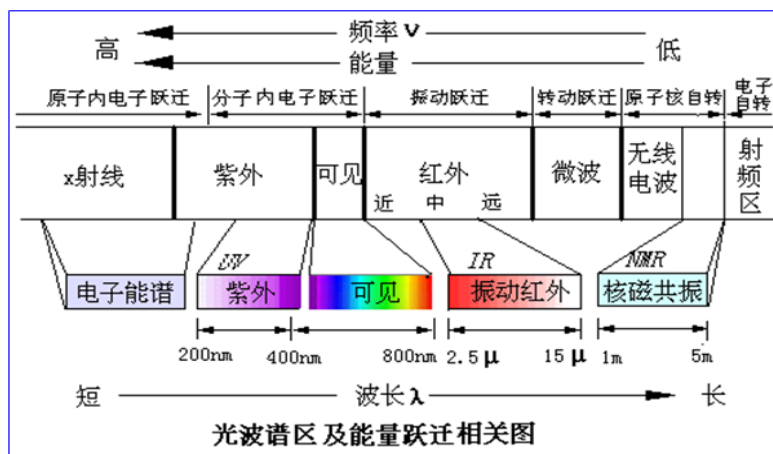 高 频率 ν 低
能量
原子内电子跃迁 分子内电子跃迁 振动跃迁 转动跃迁 原子核自转 电子自转
x射线 紫外 可见 红外 微波 无线电波 射频区
近 中 远
UV IR NMR
电子能谱 紫外 可见 振动红外 核磁共振
200nm 400nm 800nm 2.5 μ 15 μ 1m 5m
短 波长 λ 长
光波谱区及能量跃迁相关图